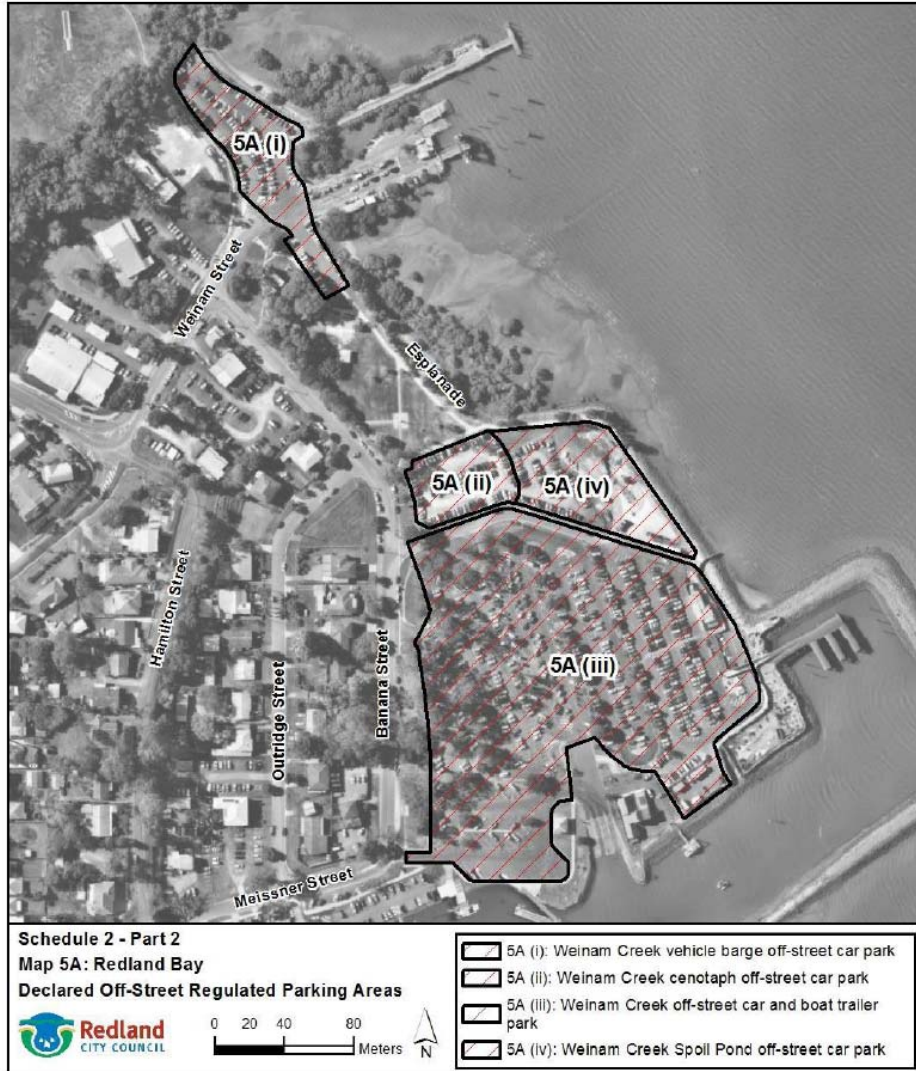 5A (i)
Weinam Street
Esplanade
5A (ii)
5A (iv)
Hamilton Street
5A (iii)
Outridge Street
Banana Street
Meissner Street
Schedule 2 - Part 2
Map 5A: Redland Bay
Declared Off-Street Regulated Parking Areas
Redland
CITY COUNCIL
0 20 40 80
Meters
N
5A (i): Weinam Creek vehicle barge off-street car park
5A (ii): Weinam Creek cenotaph off-street car park
5A (iii): Weinam Creek off-street car and boat trailer
park
5A (iv): Weinam Creek Spoil Pond off-street car park